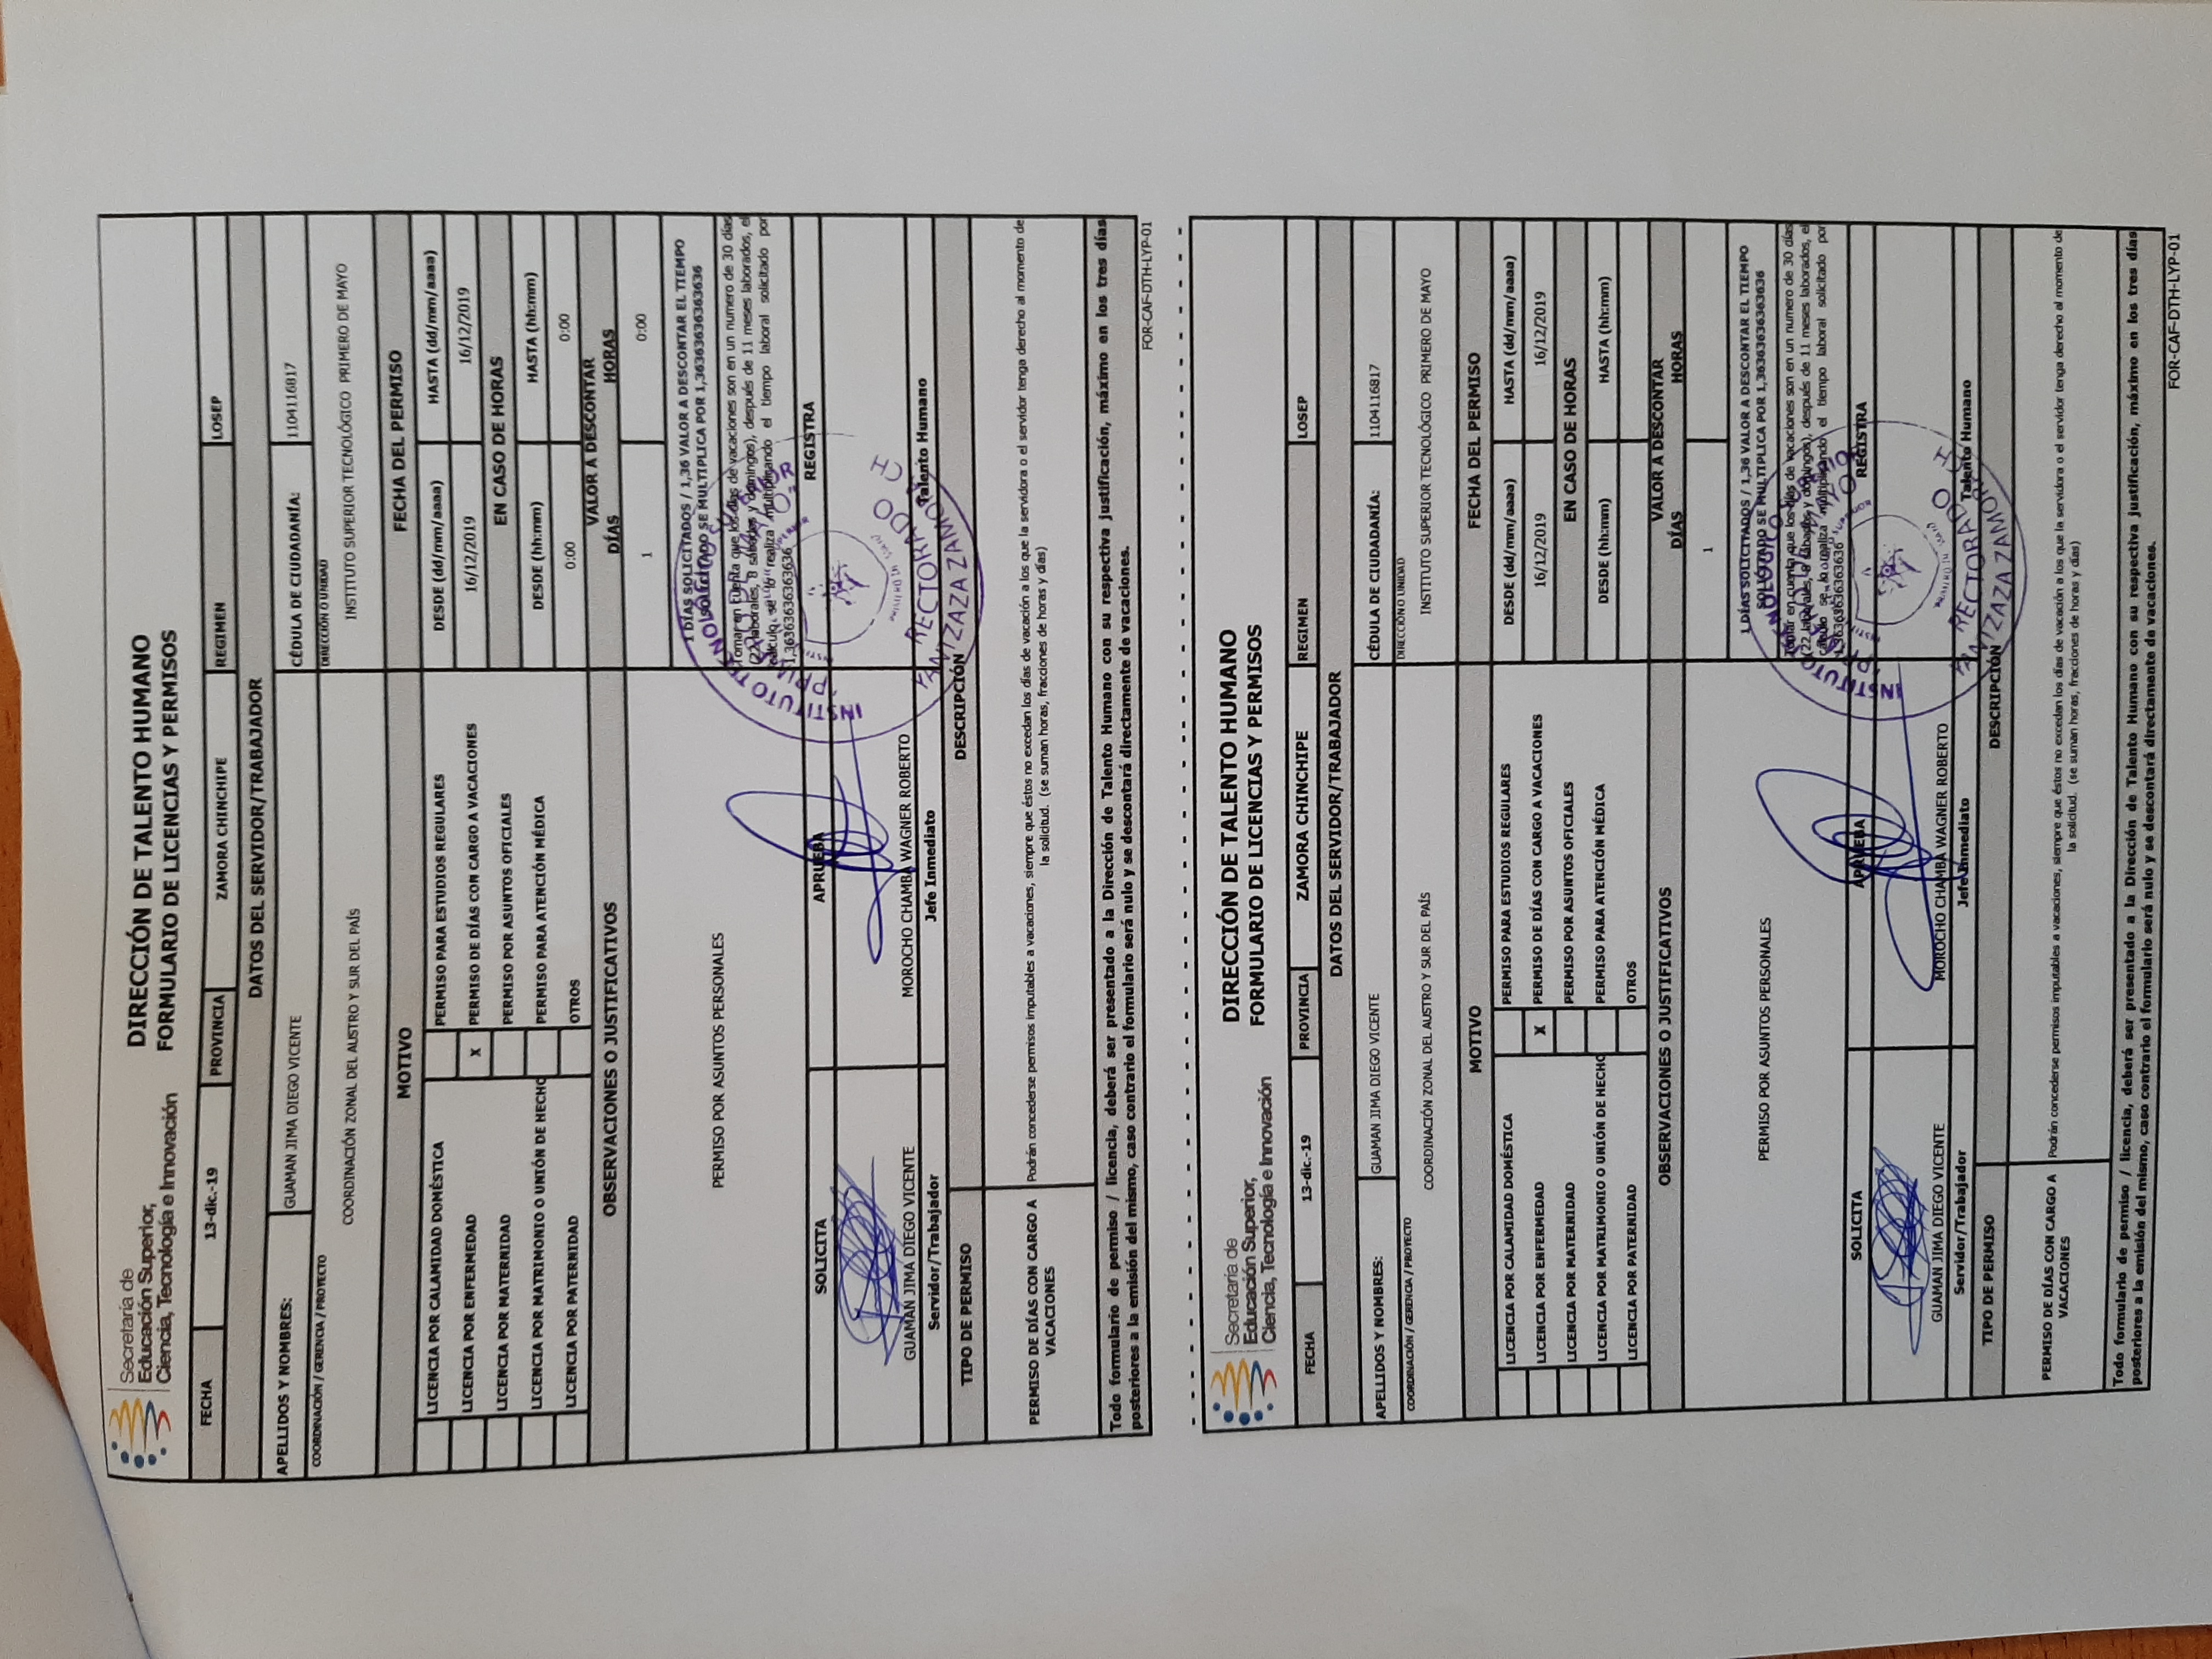 Secretaría de
Educación Superior,
Ciencia, Tecnología e Innovación
DIRECCIÓN DE TALENTO HUMANO
FORMULARIO DE LICENCIAS Y PERMISOS
FECHA 13-dic.-19 PROVINCIA ZAMORA CHINCHIPE REGIMEN LOSEP
DATOS DEL SERVIDOR/TRABAJADOR
APELLIDOS Y NOMBRES: GUAMAN JIMA DIEGO VICENTE CÉDULA DE CIUDADANÍA: 1104116817
COORDINACIÓN / GERENCIA / PROYECTO DIRECCIÓN O UNIDAD
COORDINACIÓN ZONAL DEL AUSTRO Y SUR DEL PAÍS INSTITUTO SUPERIOR TECNOLÓGICO PRIMERO DE MAYO
MOTIVO FECHA DEL PERMISO
LICENCIA POR CALAMIDAD DOMÉSTICA PERMISO PARA ESTUDIOS REGULARES DESDE (dd/mm/aaaa) HASTA (dd/mm/aaaa)
LICENCIA POR ENFERMEDAD X PERMISO DE DÍAS CON CARGO A VACACIONES 16/12/2019 16/12/2019
LICENCIA POR MATERNIDAD PERMISO POR ASUNTOS OFICIALES EN CASO DE HORAS
LICENCIA POR MATRIMONIO O UNIÓN DE HECHO PERMISO PARA ATENCIÓN MÉDICA DESDE (hh:mm) HASTA (hh:mm)
LICENCIA POR PATERNIDAD OTROS 0:00 0:00
OBSERVACIONES O JUSTIFICATIVOS VALOR A DESCONTAR
DÍAS HORAS
1 0:00
1 DÍAS SOLICITADOS / 1,36 VALOR A DESCONTAR EL TIEMPO
SOLICITADO SE MULTIPLICA POR 1,36363636363636
PERMISO POR ASUNTOS PERSONALES
Tomar en cuenta que los días de vacaciones son en un numero de 30 días
(22 laborales, 8 sábados y domingos), después de 11 meses laborados, el
cálculo se lo realiza multiplicando el tiempo laboral solicitado por
1,36363636363636
SOLICITA APRUEBA REGISTRA
INSTITUTO TECNOLÓGICO SUPERIOR
"PRIMERO DE MAYO"
PRIMERO DE MAYO
RECTORADO
YANTZAZA ZAMORA CH
GUAMAN JIMA DIEGO VICENTE MOROCHO CHAMBA WAGNER ROBERTO
Servidor/Trabajador Jefe Inmediato Talento Humano
TIPO DE PERMISO DESCRIPCIÓN
PERMISO DE DÍAS CON CARGO A
VACACIONES
Podrán concederse permisos imputables a vacaciones, siempre que éstos no excedan los días de vacación a los que la servidora o el servidor tenga derecho al momento de
la solicitud. (se suman horas, fracciones de horas y días)
Todo formulario de permiso / licencia, deberá ser presentado a la Dirección de Talento Humano con su respectiva justificación, máximo en los tres días
posteriores a la emisión del mismo, caso contrario el formulario será nulo y se descontará directamente de vacaciones.
FOR-CAF-DTH-LYP-01
Secretaría de
Educación Superior,
Ciencia, Tecnología e Innovación
DIRECCIÓN DE TALENTO HUMANO
FORMULARIO DE LICENCIAS Y PERMISOS
FECHA 13-dic.-19 PROVINCIA ZAMORA CHINCHIPE REGIMEN LOSEP
DATOS DEL SERVIDOR/TRABAJADOR
APELLIDOS Y NOMBRES: GUAMAN JIMA DIEGO VICENTE CÉDULA DE CIUDADANÍA: 1104116817
COORDINACIÓN / GERENCIA / PROYECTO DIRECCIÓN O UNIDAD
COORDINACIÓN ZONAL DEL AUSTRO Y SUR DEL PAÍS INSTITUTO SUPERIOR TECNOLÓGICO PRIMERO DE MAYO
MOTIVO FECHA DEL PERMISO
LICENCIA POR CALAMIDAD DOMÉSTICA PERMISO PARA ESTUDIOS REGULARES DESDE (dd/mm/aaaa) HASTA (dd/mm/aaaa)
LICENCIA POR ENFERMEDAD X PERMISO DE DÍAS CON CARGO A VACACIONES 16/12/2019 16/12/2019
LICENCIA POR MATERNIDAD PERMISO POR ASUNTOS OFICIALES EN CASO DE HORAS
LICENCIA POR MATRIMONIO O UNIÓN DE HECHO PERMISO PARA ATENCIÓN MÉDICA DESDE (hh:mm) HASTA (hh:mm)
LICENCIA POR PATERNIDAD OTROS
OBSERVACIONES O JUSTIFICATIVOS VALOR A DESCONTAR
DÍAS HORAS
1
1 DÍAS SOLICITADOS / 1,36 VALOR A DESCONTAR EL TIEMPO
SOLICITADO SE MULTIPLICA POR 1,36363636363636
PERMISO POR ASUNTOS PERSONALES
Tomar en cuenta que los días de vacaciones son en un numero de 30 días
(22 laborales, 8 sábados y domingos), después de 11 meses laborados, el
cálculo se lo realiza multiplicando el tiempo laboral solicitado por
1,36363636363636
SOLICITA APRUEBA REGISTRA
INSTITUTO TECNOLÓGICO SUPERIOR
"PRIMERO DE MAYO"
PRIMERO DE MAYO
RECTORADO
YANTZAZA ZAMORA CH
GUAMAN JIMA DIEGO VICENTE MOROCHO CHAMBA WAGNER ROBERTO
Servidor/Trabajador Jefe Inmediato Talento Humano
TIPO DE PERMISO DESCRIPCIÓN
PERMISO DE DÍAS CON CARGO A
VACACIONES
Podrán concederse permisos imputables a vacaciones, siempre que éstos no excedan los días de vacación a los que la servidora o el servidor tenga derecho al momento de
la solicitud. (se suman horas, fracciones de horas y días)
Todo formulario de permiso / licencia, deberá ser presentado a la Dirección de Talento Humano con su respectiva justificación, máximo en los tres días
posteriores a la emisión del mismo, caso contrario el formulario será nulo y se descontará directamente de vacaciones.
FOR-CAF-DTH-LYP-01